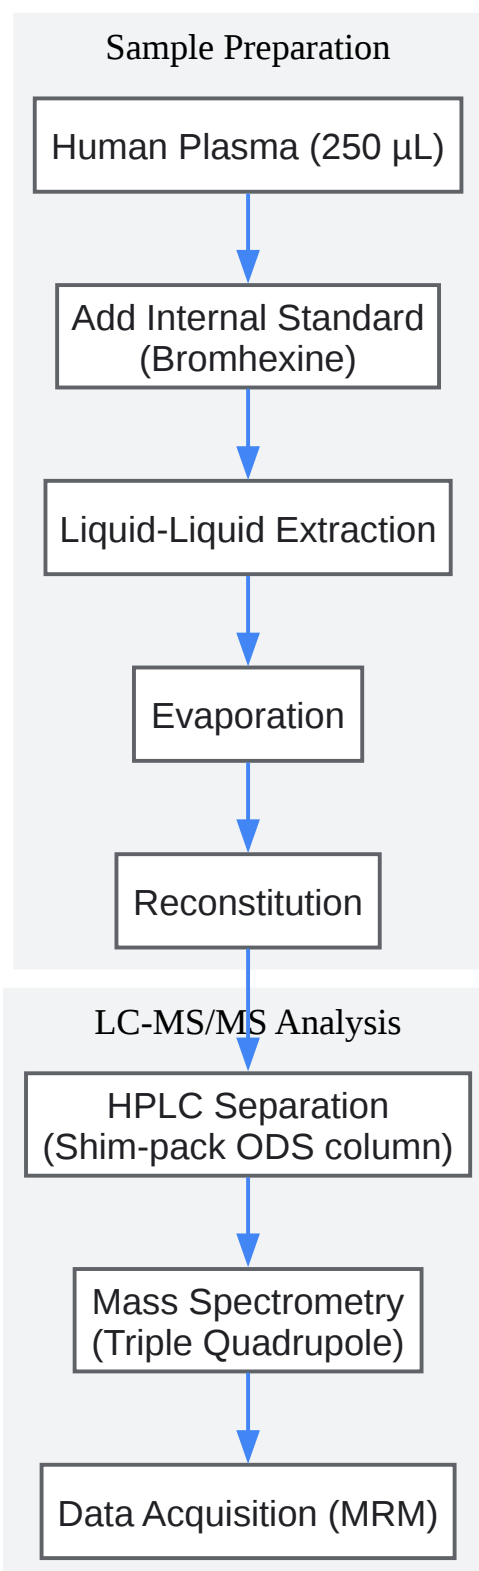 Sample Preparation
Human Plasma (250 µL)
Add Internal Standard
(Bromhexine)
Liquid-Liquid Extraction
Evaporation
Reconstitution
LC-MS/MS Analysis
HPLC Separation
(Shim-pack ODS column)
Mass Spectrometry
(Triple Quadrupole)
Data Acquisition (MRM)